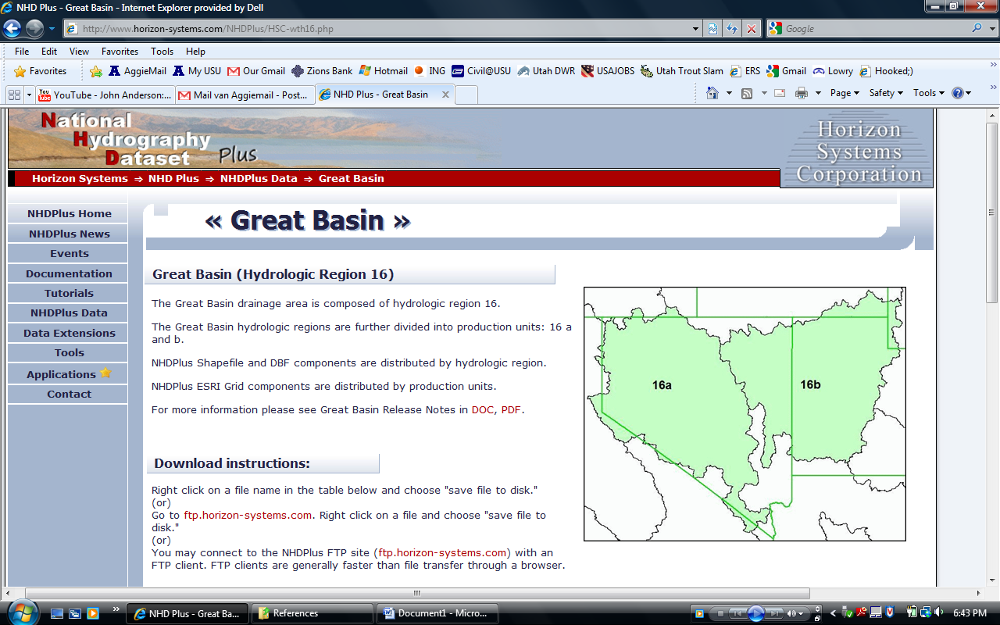 NHD Plus - Great Basin - Internet Explorer provided by Dell
http://www.horizon-systems.com/NHDPlus/HSC-wth16.php
Google
File Edit View Favorites Tools Help
Favorites AggieMail My USU Our Gmail Zions Bank Hotmail ING Civil@USU Utah DWR USAJOBS Utah Trout Slam ERS Gmail Lowry Hooked;)
YouTube - John Anderson:... Mail van Aggiemail - Post... NHD Plus - Great Basin Page Safety Tools
National
Hydrography
Dataset Plus
Horizon
Systems
Corporation
Horizon Systems ⇒ NHD Plus ⇒ NHDPlus Data ⇒ Great Basin
NHDPlus Home
NHDPlus News
Events
Documentation
Tutorials
NHDPlus Data
Data Extensions
Tools
Applications
Contact
« Great Basin »
Great Basin (Hydrologic Region 16)
The Great Basin drainage area is composed of hydrologic region 16.
The Great Basin hydrologic regions are further divided into production units: 16 a
and b.
NHDPlus Shapefile and DBF components are distributed by hydrologic region.
NHDPlus ESRI Grid components are distributed by production units.
For more information please see Great Basin Release Notes in DOC, PDF.
16a
16b
Download instructions:
Right click on a file name in the table below and choose "save file to disk."
(or)
Go to ftp.horizon-systems.com. Right click on a file and choose "save file to
disk."
(or)
You may connect to the NHDPlus FTP site (ftp.horizon-systems.com) with an
FTP client. FTP clients are generally faster than file transfer through a browser.
NHD Plus - Great Ba... References Document1 - Micro... 6:43 PM